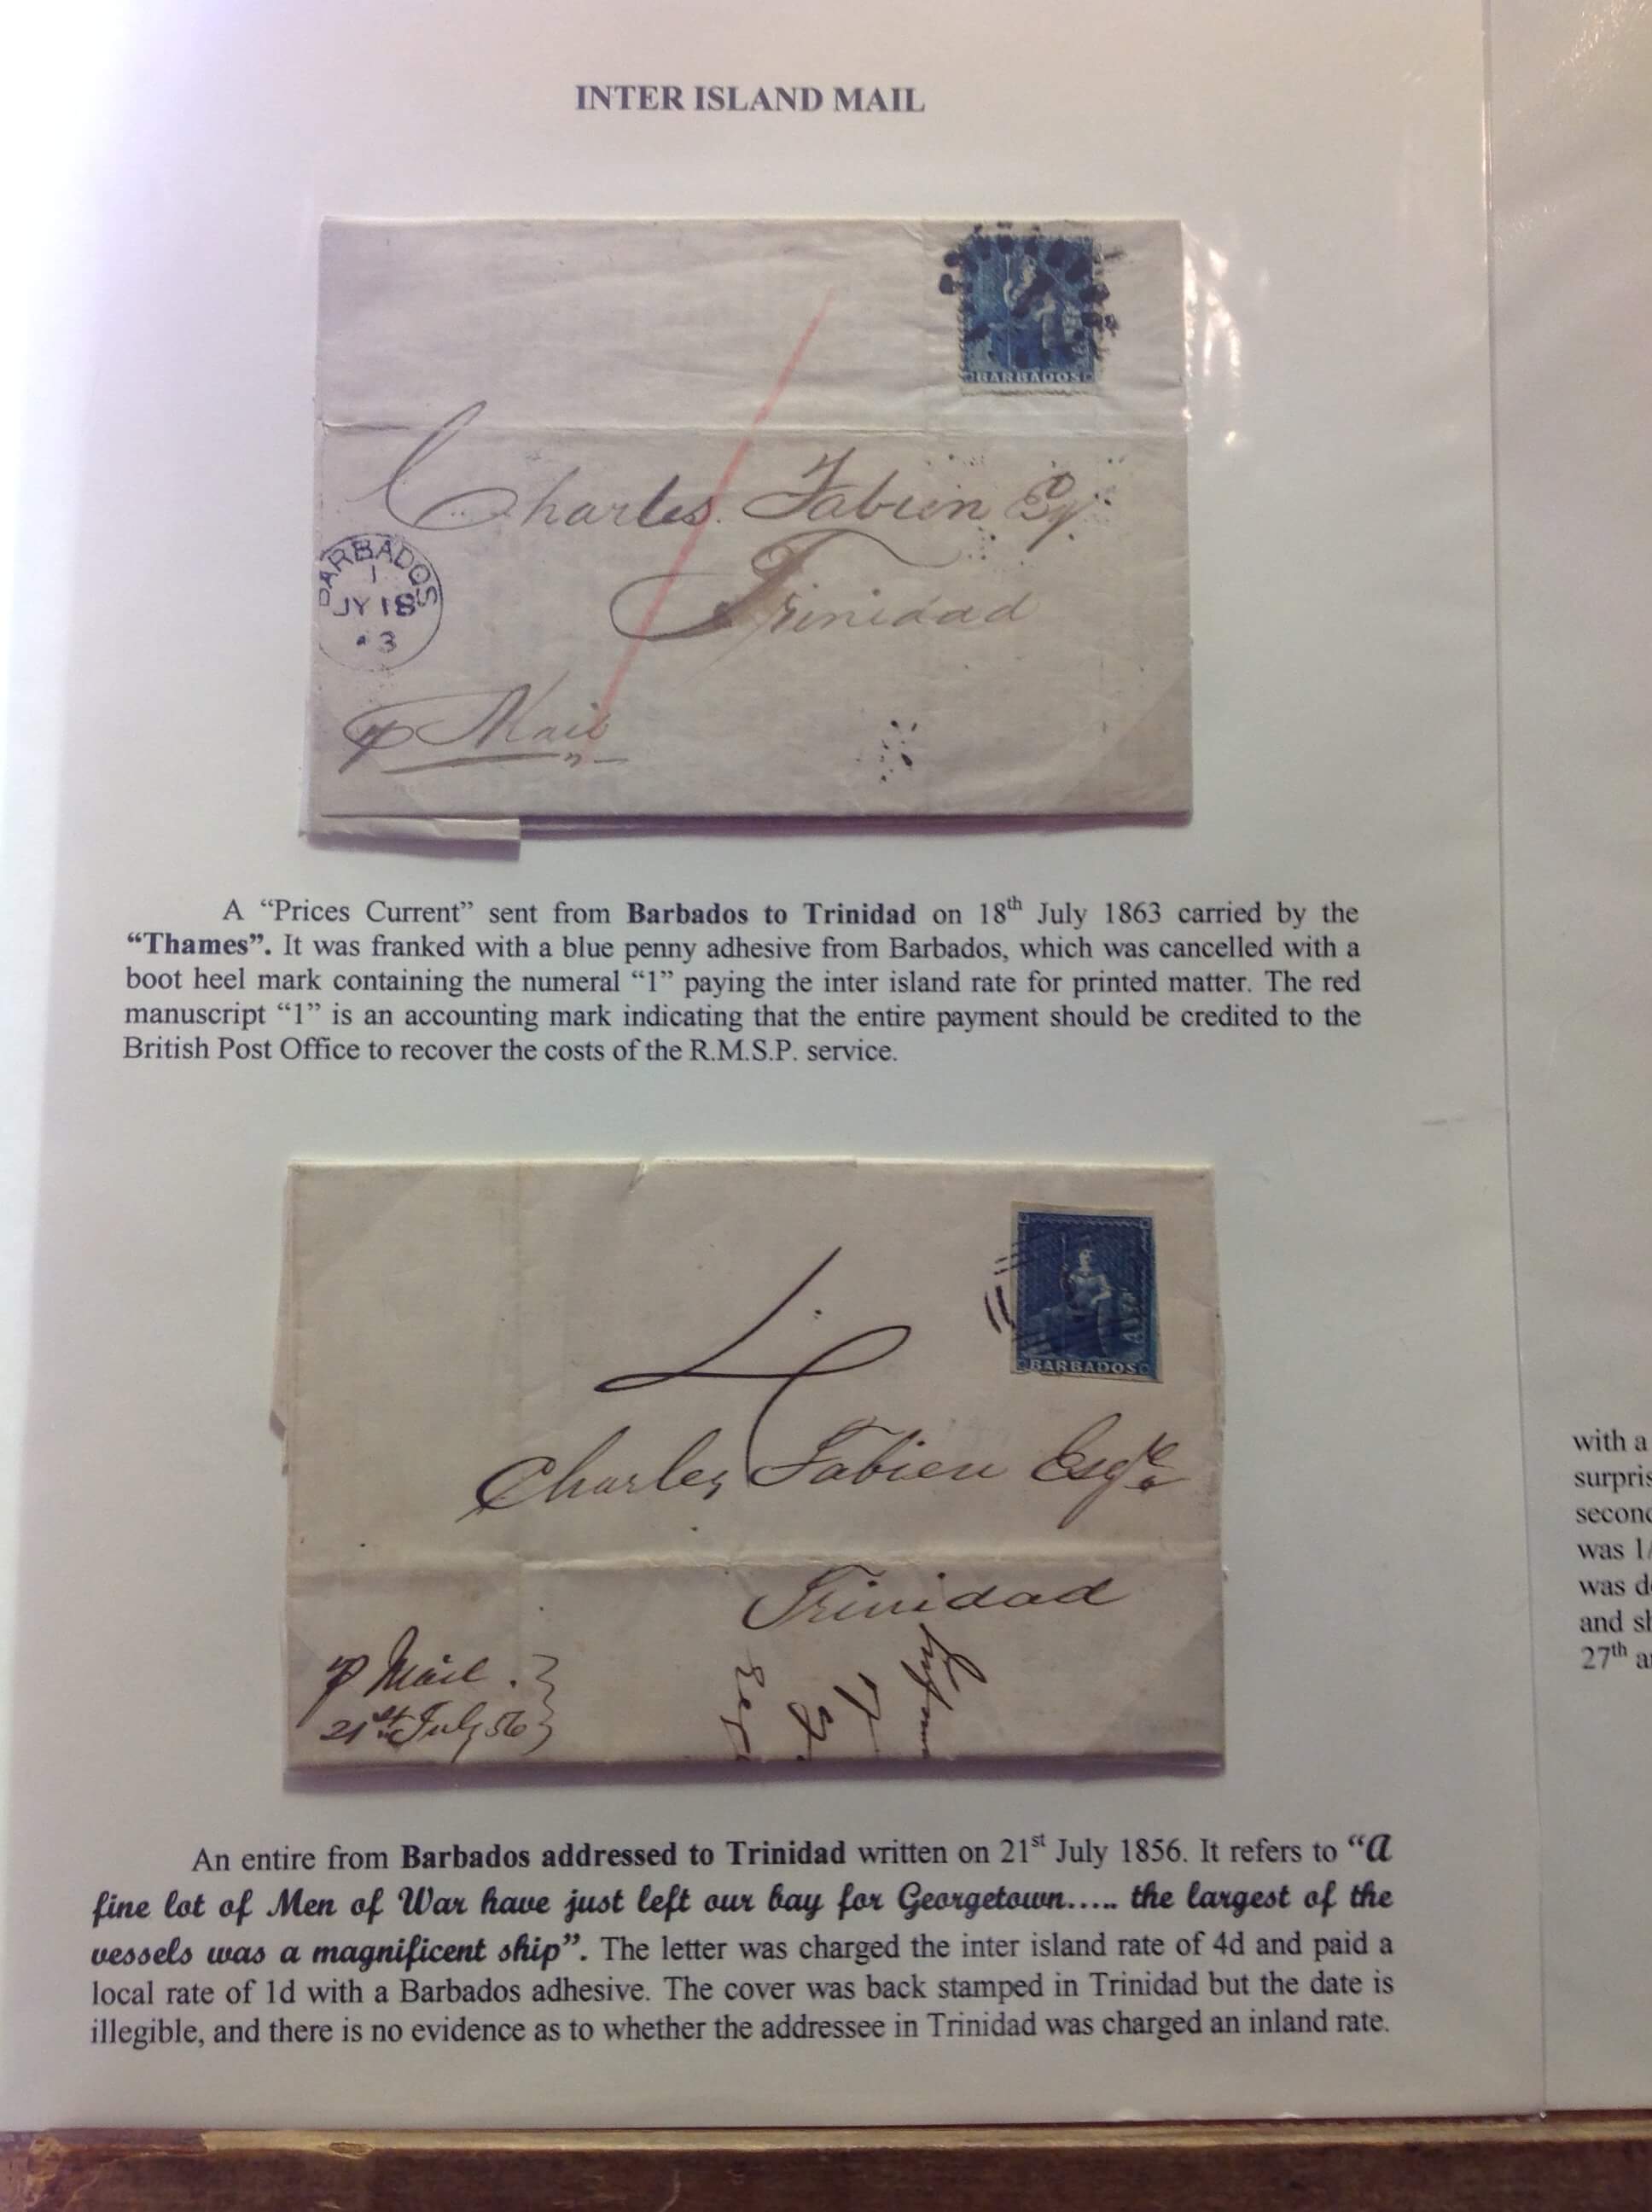 INTER ISLAND MAIL
BARBADOS
Charles Fabien Esq.
Trinidad
BARBADOS
1
JY 18
3
p Mail
A “Prices Current” sent from Barbados to Trinidad on 18th July 1863 carried by the
“Thames”. It was franked with a blue penny adhesive from Barbados, which was cancelled with a
boot heel mark containing the numeral “1” paying the inter island rate for printed matter. The red
manuscript “1” is an accounting mark indicating that the entire payment should be credited to the
British Post Office to recover the costs of the R.M.S.P. service.
BARBADOS
4
Charles Fabien Esqre
Trinidad
p Mail
21st July 56
An entire from Barbados addressed to Trinidad written on 21st July 1856. It refers to “a
fine lot of Men of War have just left our bay for Georgetown..... the largest of the
vessels was a magnificent ship”. The letter was charged the inter island rate of 4d and paid a
local rate of 1d with a Barbados adhesive. The cover was back stamped in Trinidad but the date is
illegible, and there is no evidence as to whether the addressee in Trinidad was charged an inland rate.
with a
was 1/
and
27th